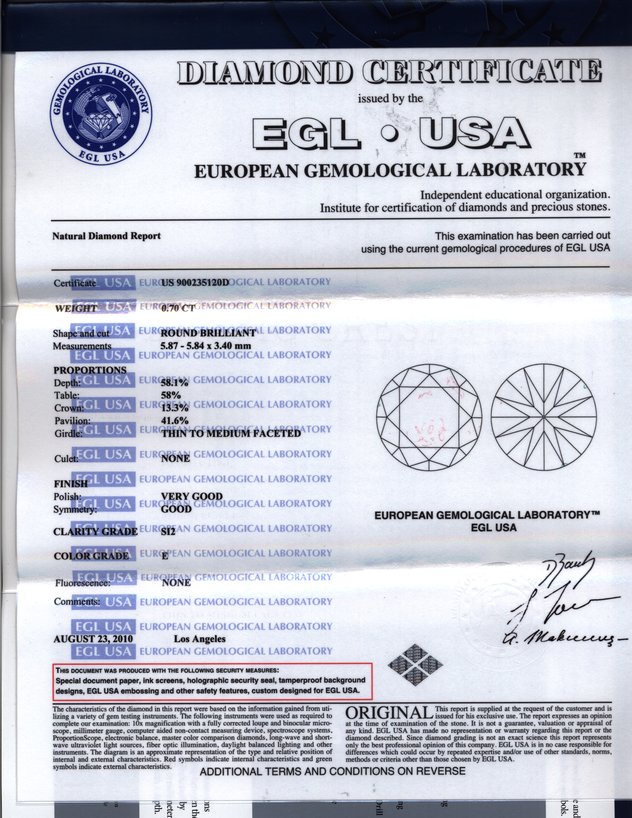 GEMOLOGICAL LABORATORY
EGL USA
DIAMOND CERTIFICATE
issued by the
EGL • USA
EUROPEAN GEMOLOGICAL LABORATORY™
Independent educational organization.
Institute for certification of diamonds and precious stones.
Natural Diamond Report
This examination has been carried out
using the current gemological procedures of EGL USA
Certificate US 900235120D
WEIGHT 0.70 CT
Shape and cut ROUND BRILLIANT
Measurements 5.87 - 5.84 x 3.40 mm
PROPORTIONS
Depth: 58.1%
Table: 58%
Crown: 13.3%
Pavilion: 41.6%
Girdle: THIN TO MEDIUM FACETED
Culet: NONE
FINISH
Polish: VERY GOOD
Symmetry: GOOD
CLARITY GRADE SI2
COLOR GRADE E
Fluorescence: NONE
Comments:
EGL USA EUROPEAN GEMOLOGICAL LABORATORY
AUGUST 23, 2010 Los Angeles
EUROPEAN GEMOLOGICAL LABORATORY™
EGL USA
THIS DOCUMENT WAS PRODUCED WITH THE FOLLOWING SECURITY MEASURES:
Special document paper, ink screens, holographic security seal, tamperproof background
designs, EGL USA embossing and other safety features, custom designed for EGL USA.
The characteristics of the diamond in this report were based on the information gained from uti-
lizing a variety of gem testing instruments. The following instruments were used as required to
complete our examination: 10x magnification with a fully corrected loupe and binocular micro-
scope, millimeter gauge, computer aided non-contact measuring device, spectroscope systems,
ProportionScope, electronic balance, master color comparison diamonds, long-wave and short-
wave ultraviolet light sources, fiber optic illumination, daylight balanced lighting and other
instruments. The diagram is an approximate representation of the type and relative position of
internal and external characteristics. Red symbols indicate internal characteristics and green
symbols indicate external characteristics.
ORIGINAL This report is supplied at the request of the customer and is
issued for his exclusive use. The report expresses an opinion
at the time of examination of the stone. It is not a guarantee, valuation or appraisal of
any kind. EGL USA has made no representation or warranty regarding this report or the
diamond described. Since diamond grading is not an exact science this report represents
only the best professional opinion of this company. EGL USA is in no case responsible for
differences which could occur by repeated expertise and/or use of other standards, norms,
methods or criteria other than those chosen by EGL USA.
ADDITIONAL TERMS AND CONDITIONS ON REVERSE